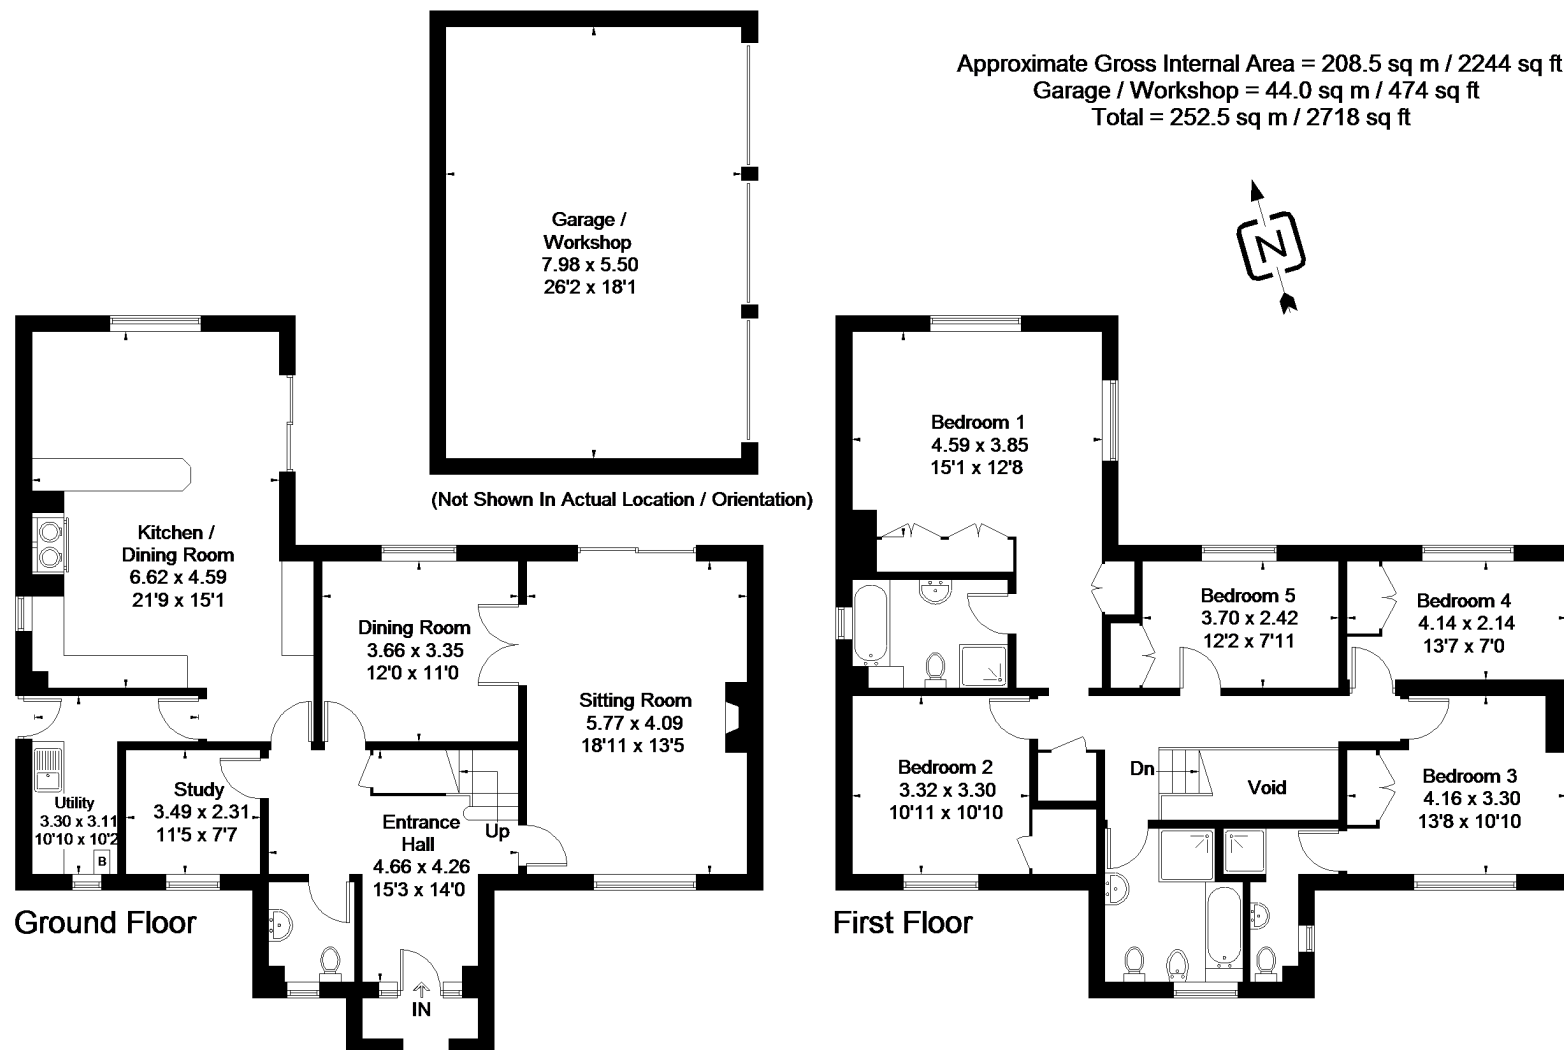 Approximate Gross Internal Area = 208.5 sq m / 2244 sq ft
Garage / Workshop = 44.0 sq m / 474 sq ft
Total = 252.5 sq m / 2718 sq ft
N
Garage /
Workshop
7.98 x 5.50
26'2 x 18'1
(Not Shown In Actual Location / Orientation)
Kitchen /
Dining Room
6.62 x 4.59
21'9 x 15'1
Dining Room
3.66 x 3.35
12'0 x 11'0
Sitting Room
5.77 x 4.09
18'11 x 13'5
Study
3.49 x 2.31
11'5 x 7'7
Utility
3.30 x 3.11
10'10 x 10'2
B
Entrance
Hall
4.66 x 4.26
15'3 x 14'0
Up
IN
Ground Floor
Bedroom 1
4.59 x 3.85
15'1 x 12'8
Bedroom 5
3.70 x 2.42
12'2 x 7'11
Bedroom 4
4.14 x 2.14
13'7 x 7'0
Bedroom 2
3.32 x 3.30
10'11 x 10'10
Dn
Void
Bedroom 3
4.16 x 3.30
13'8 x 10'10
First Floor